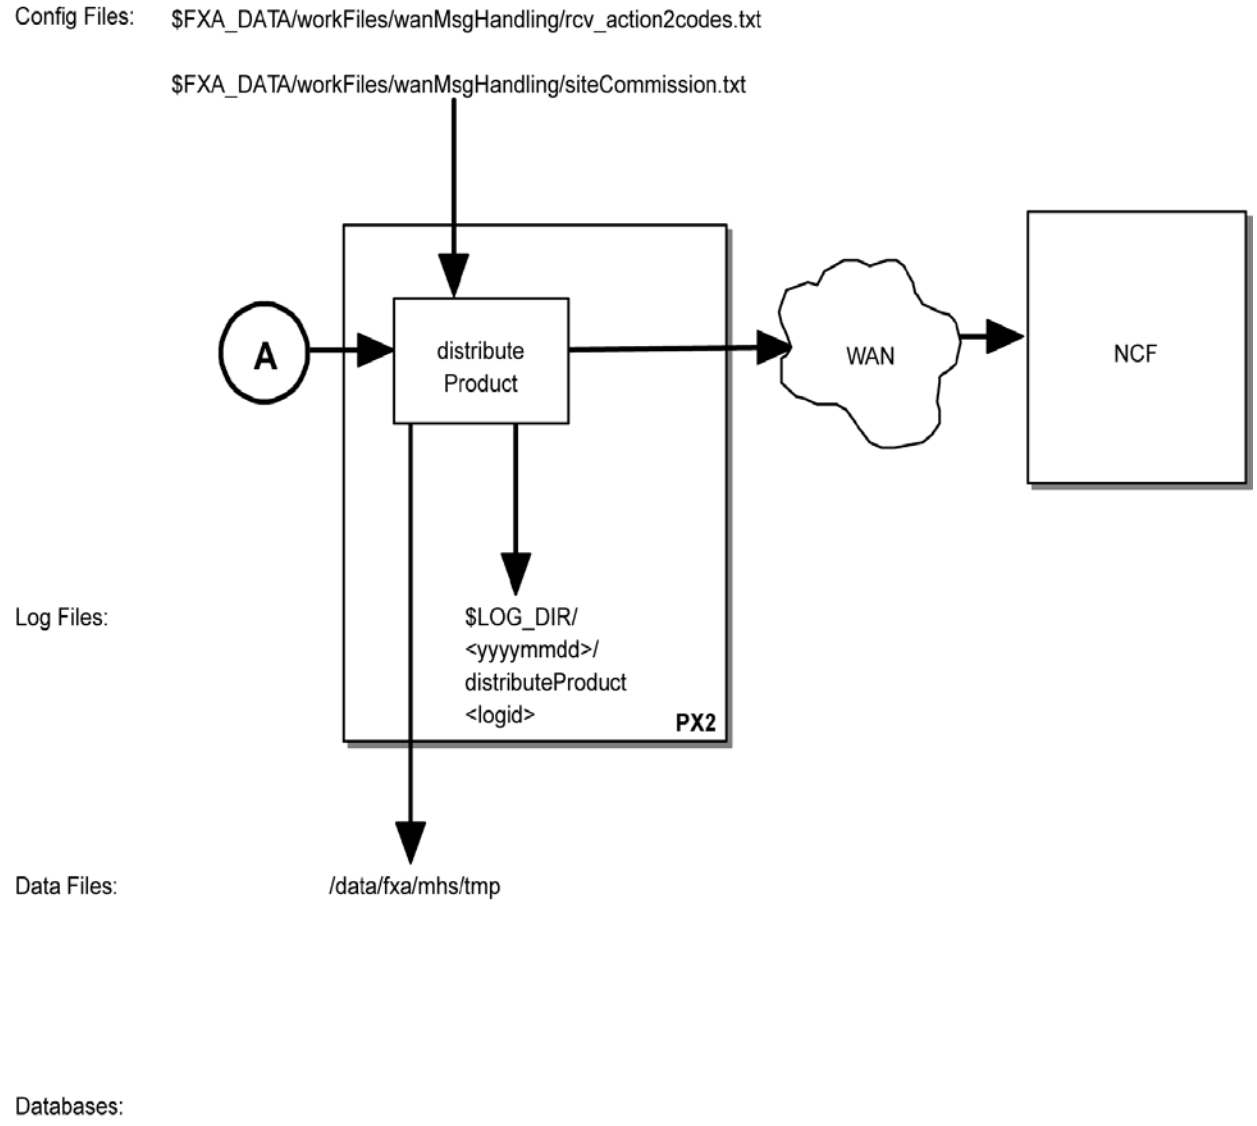 Config Files: $FXA_DATA/workFiles/wanMsgHandling/rcv_action2codes.txt
$FXA_DATA/workFiles/wanMsgHandling/siteCommission.txt
A
distribute
Product
WAN
NCF
Log Files: $LOG_DIR/
<yyyymmdd>/
distributeProduct
<logid>
PX2
Data Files: /data/fxa/mhs/tmp
Databases: